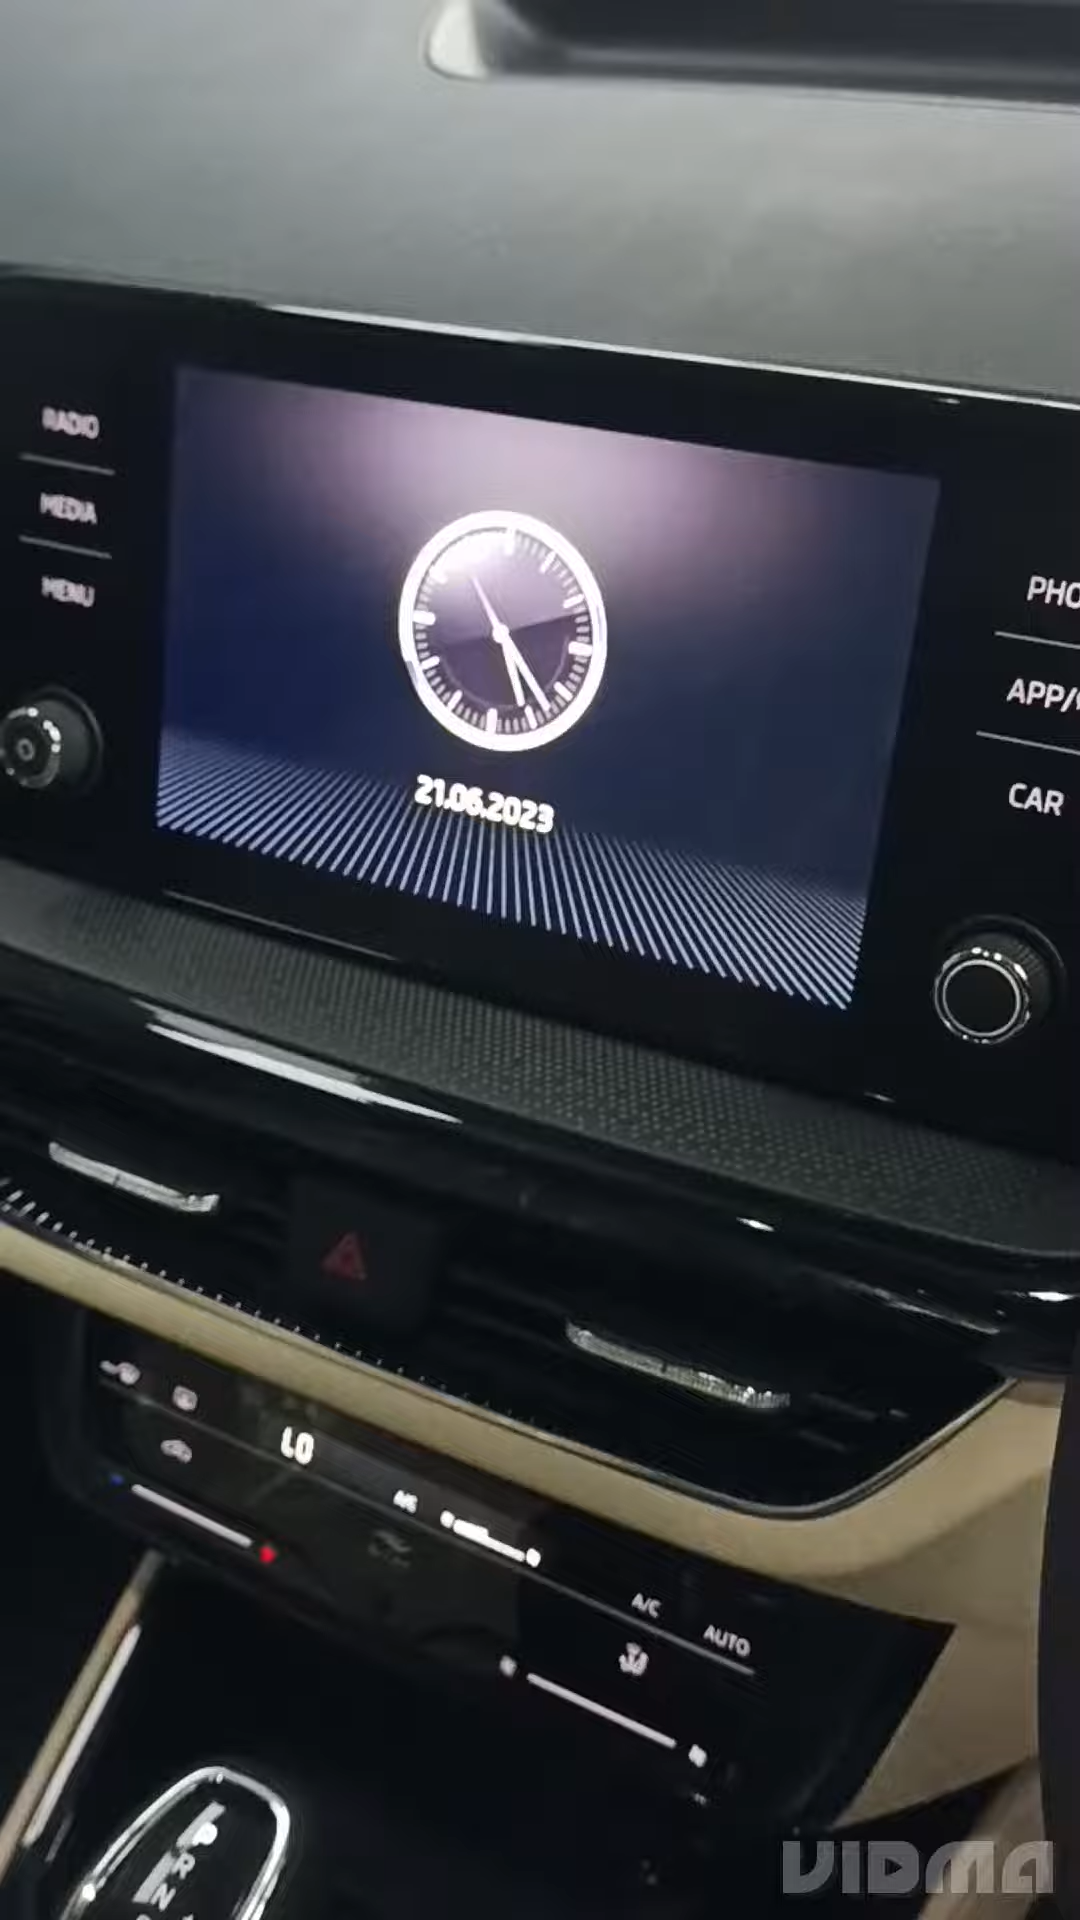 RADIO
MEDIA
MENU
PHO
APP/
CAR
21.06.2023
LO
A/C
A/C
AUTO
P
R
N
VIDMA